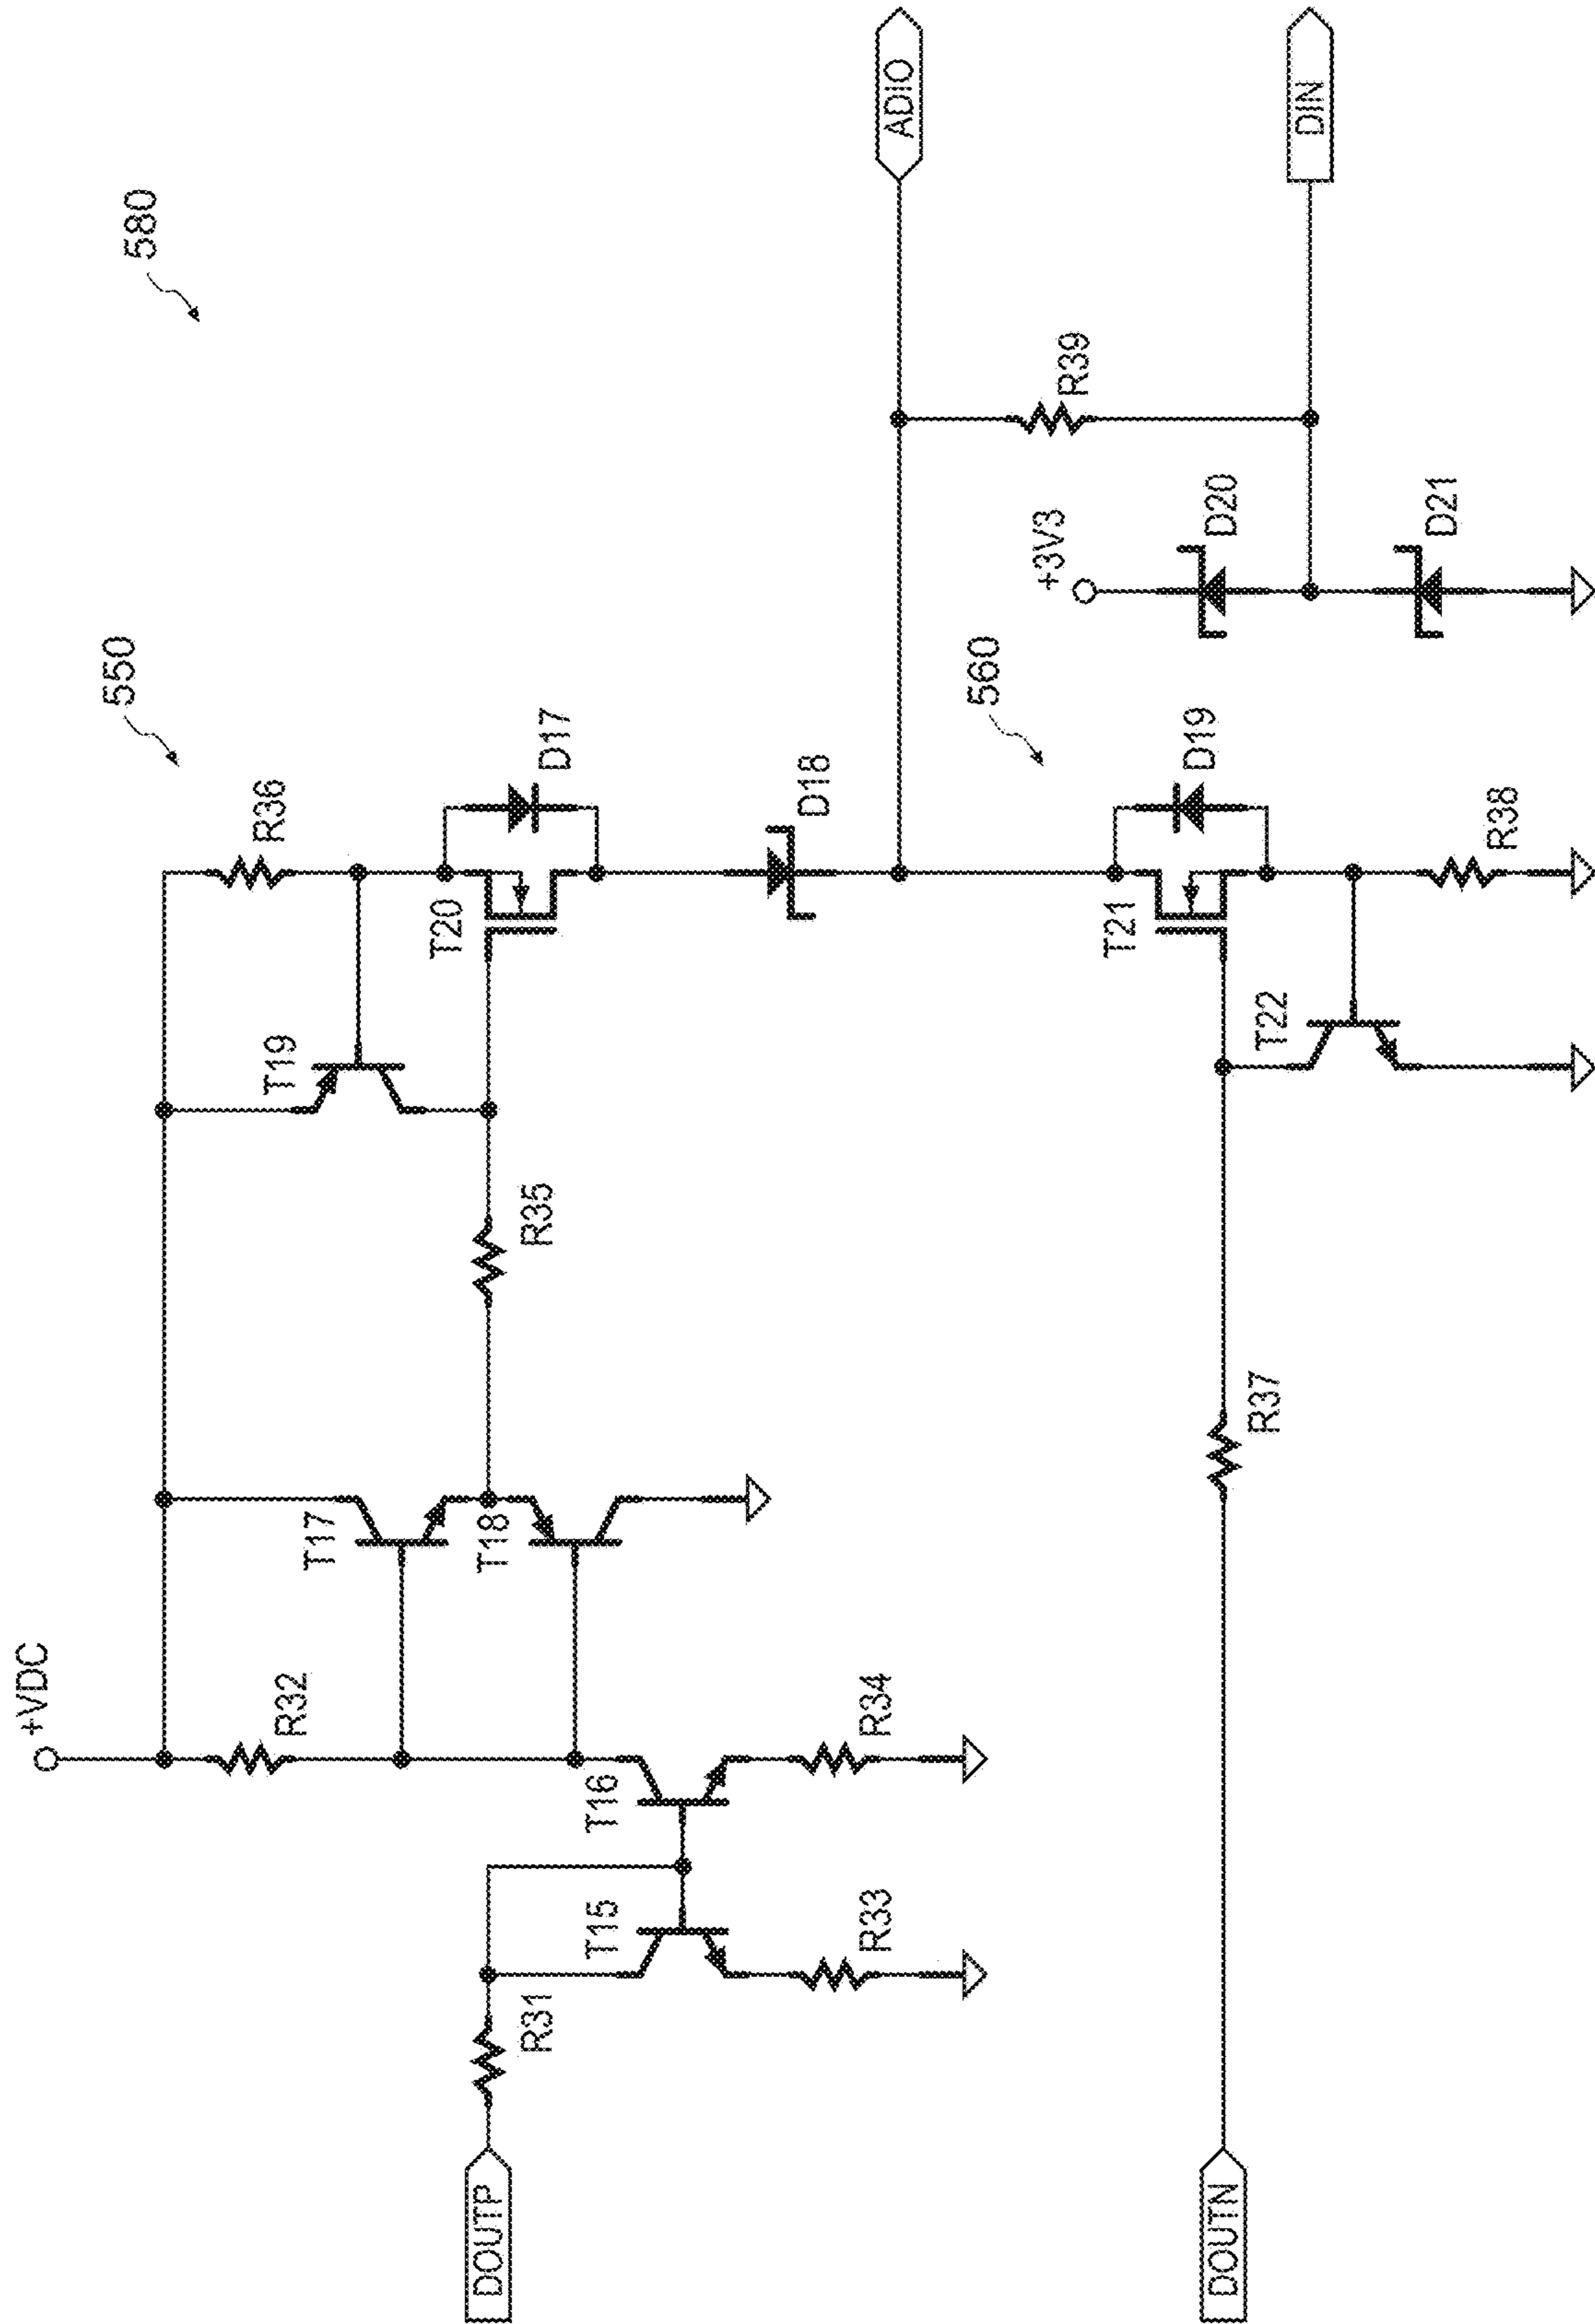 580
550
+VDC
R32
T17
T18
T19
R36
T20
D17
D18
R35
ADIO
DOUTP
R31
T15
T16
R33
R34
560
+3V3
R39
D20
D21
DIN
T21
D19
T22
R38
R37
DOUTN